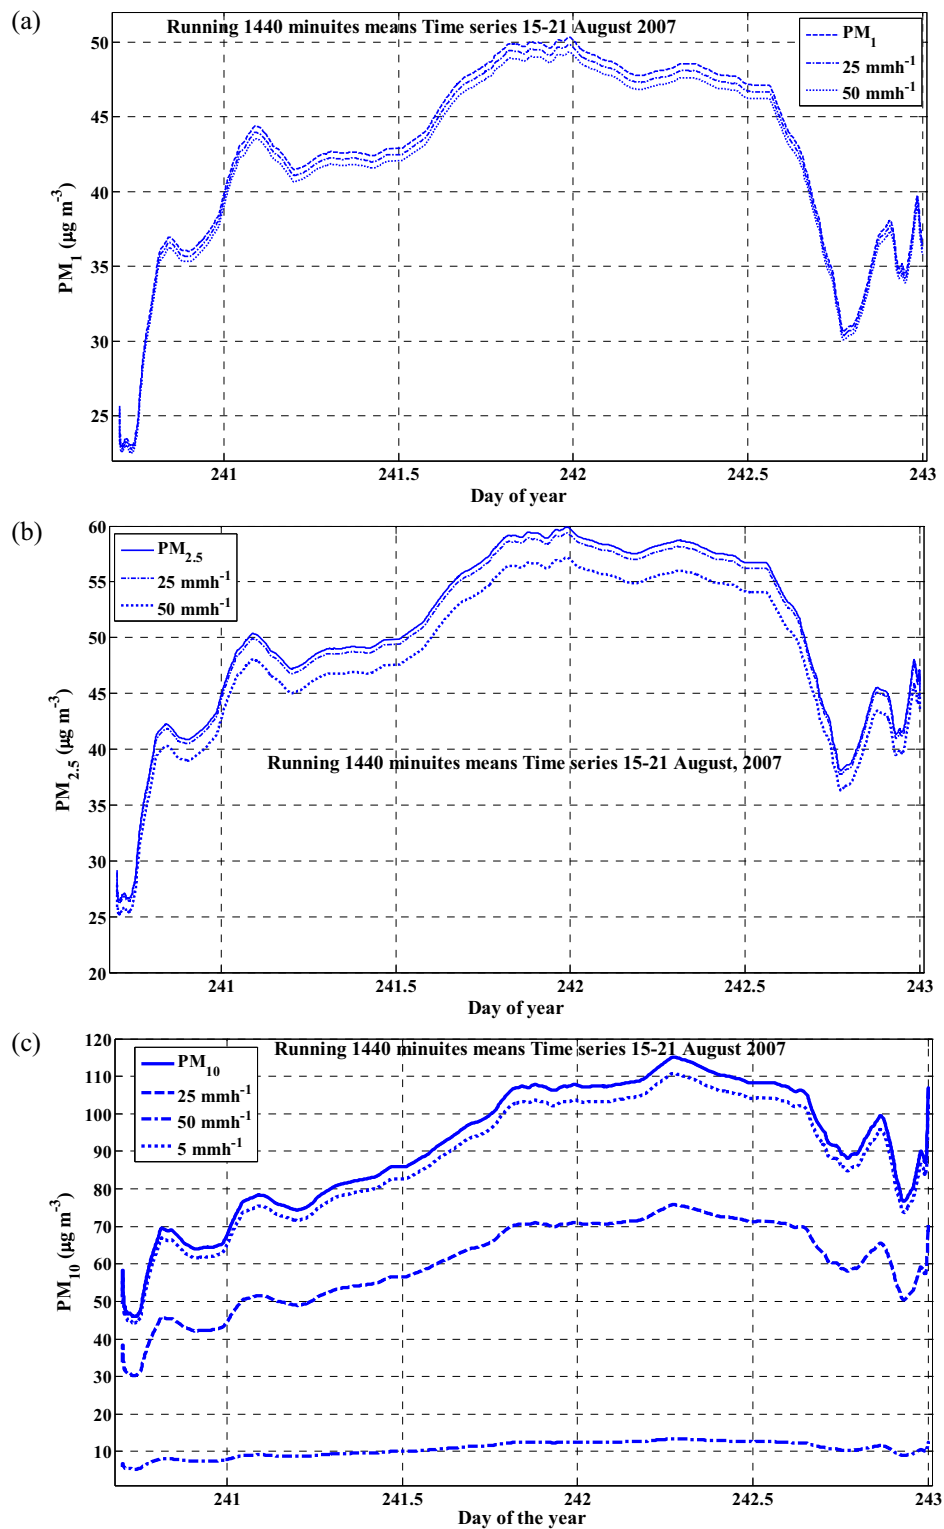 (a)
Running 1440 minuites means Time series 15-21 August 2007
PM1
25 mmh-1
50 mmh-1
50
45
40
35
30
25
PM1 (µg m-3)
241
241.5
242
242.5
243
Day of year
(b)
PM2.5
25 mmh-1
50 mmh-1
60
55
50
45
40
35
30
25
20
PM2.5 (µg m-3)
Running 1440 minuites means Time series 15-21 August, 2007
241
241.5
242
242.5
243
Day of year
(c)
Running 1440 minuites means Time series 15-21 August 2007
PM10
25 mmh-1
50 mmh-1
5 mmh-1
120
110
100
90
80
70
60
50
40
30
20
10
PM10 (µg m-3)
241
241.5
242
242.5
243
Day of the year